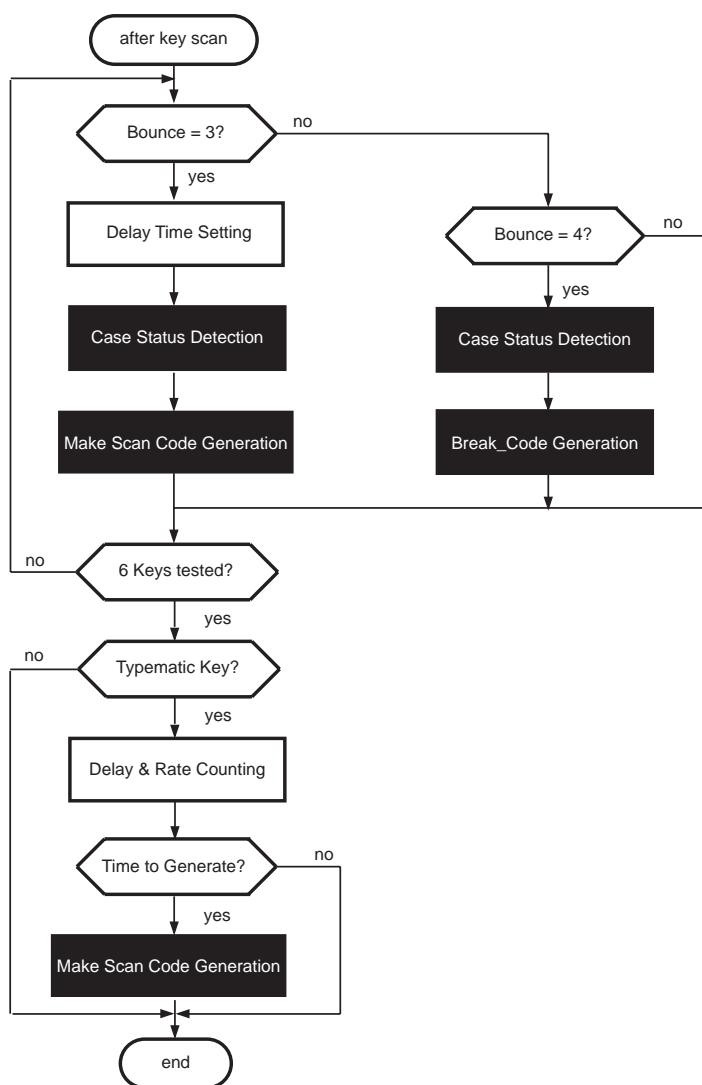 after key scan
Bounce = 3?
no
yes
Delay Time Setting
Bounce = 4?
no
yes
Case Status Detection
Case Status Detection
Make Scan Code Generation
Break_Code Generation
no
6 Keys tested?
yes
no
Typematic Key?
yes
Delay & Rate Counting
Time to Generate?
no
yes
Make Scan Code Generation
end